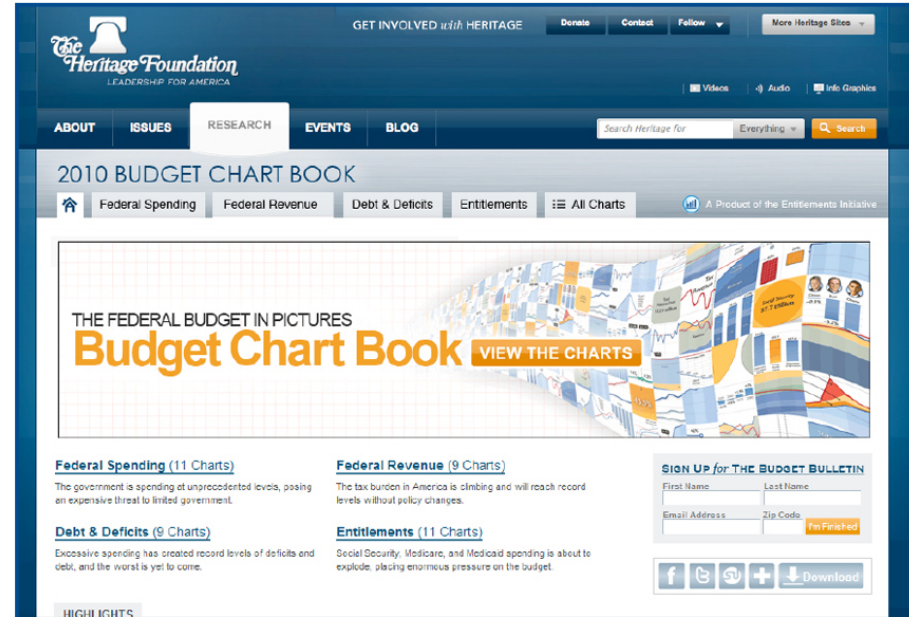 GET INVOLVED with HERITAGE
Donate
Contact
Follow
More Heritage Sites
The
Heritage Foundation
LEADERSHIP FOR AMERICA
Videos
Audio
Info Graphics
ABOUT
ISSUES
RESEARCH
EVENTS
BLOG
Search Heritage for
Everything
Search
2010 BUDGET CHART BOOK
Federal Spending
Federal Revenue
Debt & Deficits
Entitlements
All Charts
A Product of the Entitlements Initiative
THE FEDERAL BUDGET IN PICTURES
Budget Chart Book
VIEW THE CHARTS
Federal Spending (11 Charts)
The government is spending at unprecedented levels, posing
an expensive threat to limited government.
Federal Revenue (9 Charts)
The tax burden in America is climbing and will reach record
levels without policy changes.
Debt & Deficits (9 Charts)
Excessive spending has created record levels of deficits and
debt, and the worst is yet to come.
Entitlements (11 Charts)
Social Security, Medicare, and Medicaid spending is about to
explode, placing enormous pressure on the budget.
SIGN UP for THE BUDGET BULLETIN
First Name
Last Name
Email Address
Zip Code
I'm Finished
Download
HIGHLIGHTS